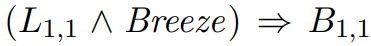 (L₁,₁ ∧ Breeze) ⇒ B₁,₁